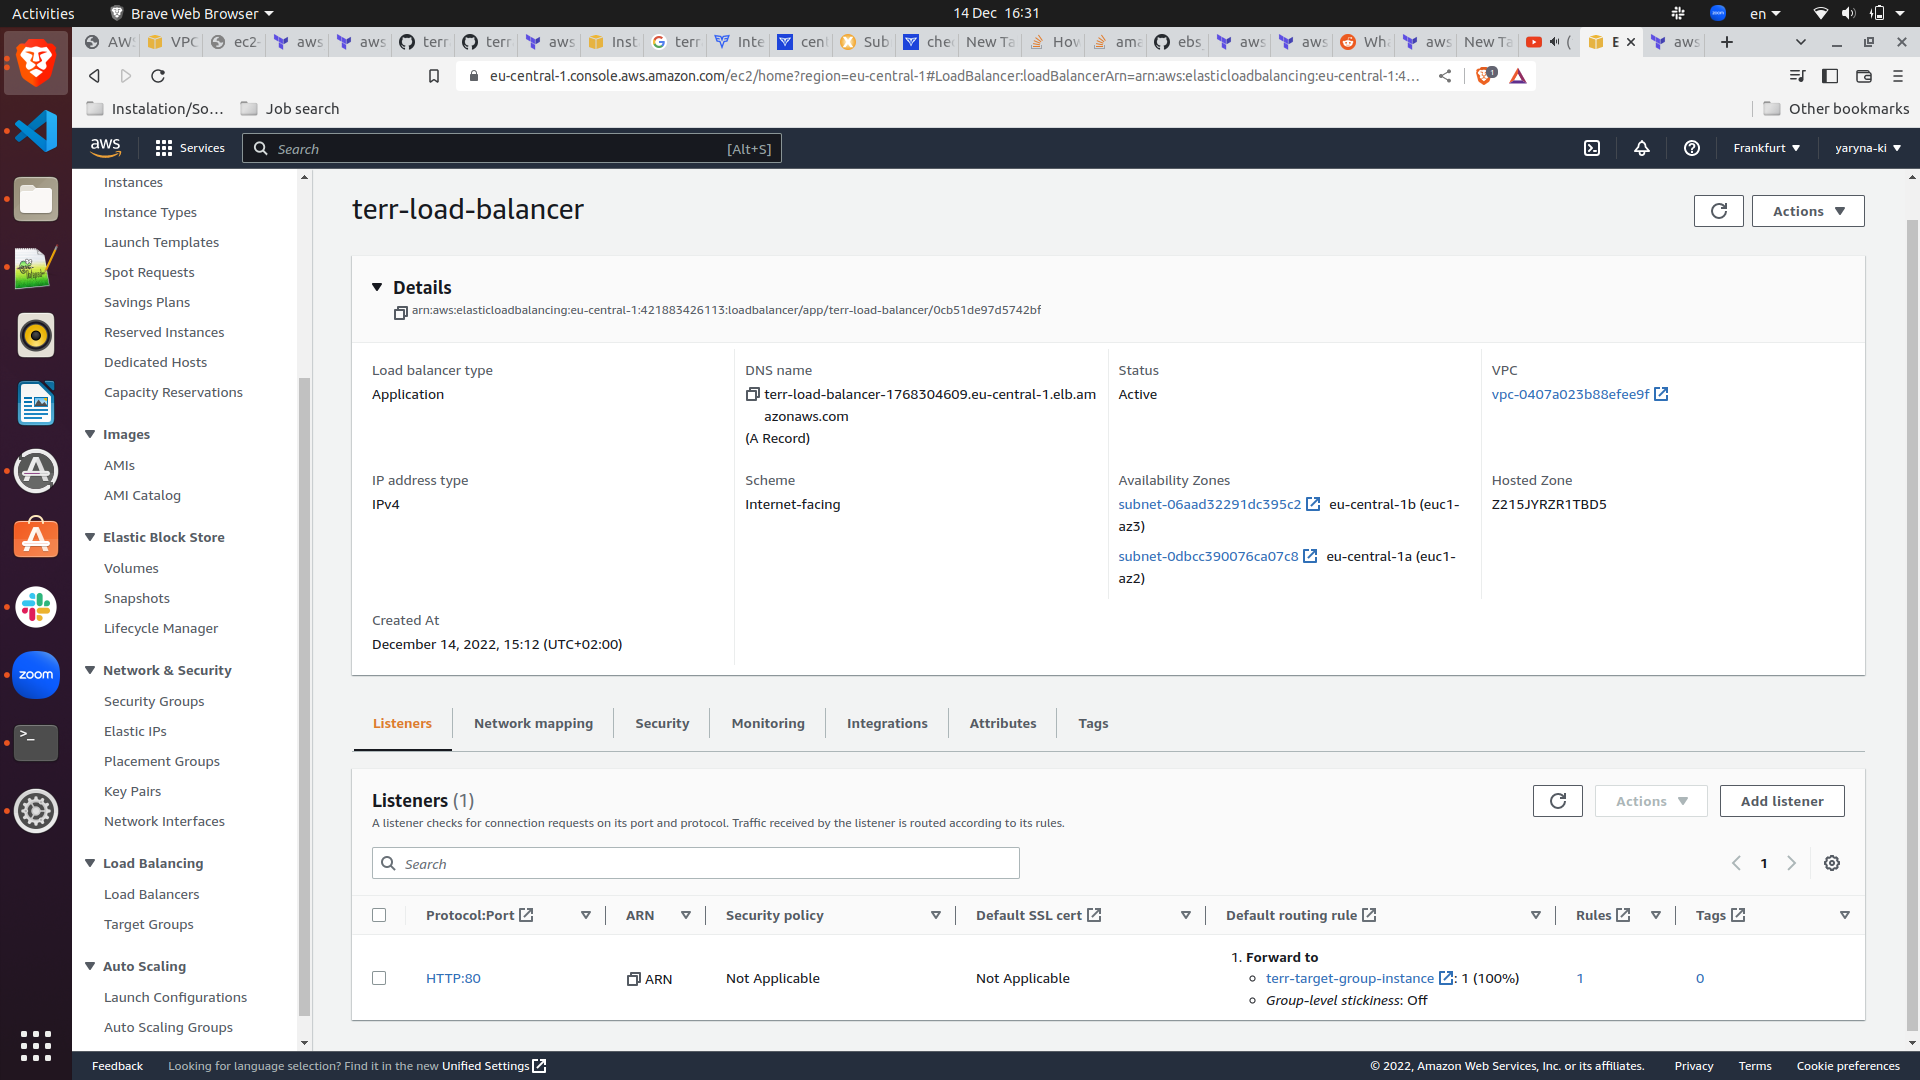 Activities
Brave Web Browser
14 Dec 16:31
zoom
en
AWS
VPC
ec2-
aws
aws
terr
terr
aws
Inst
terr
Inte
cent
Sub
che
New Ta
How
ama
ebs_
aws
aws
Wha
aws
New Ta
(
E
aws
eu-central-1.console.aws.amazon.com/ec2/home?region=eu-central-1#LoadBalancer:loadBalancerArn=arn:aws:elasticloadbalancing:eu-central-1:4…
1
Instalation/So…
Job search
Other bookmarks
aws
Services
Search
[Alt+S]
Frankfurt
yaryna-ki
Instances
Instance Types
Launch Templates
Spot Requests
Savings Plans
Reserved Instances
Dedicated Hosts
Capacity Reservations
Images
AMIs
AMI Catalog
Elastic Block Store
Volumes
Snapshots
Lifecycle Manager
Network & Security
Security Groups
Elastic IPs
Placement Groups
Key Pairs
Network Interfaces
Load Balancing
Load Balancers
Target Groups
Auto Scaling
Launch Configurations
Auto Scaling Groups
terr-load-balancer
Actions
Details
arn:aws:elasticloadbalancing:eu-central-1:421883426113:loadbalancer/app/terr-load-balancer/0cb51de97d5742bf
Load balancer type
Application
DNS name
terr-load-balancer-1768304609.eu-central-1.elb.am
azonaws.com
(A Record)
Status
Active
VPC
vpc-0407a023b88efee9f
IP address type
IPv4
Scheme
Internet-facing
Availability Zones
subnet-06aad32291dc395c2 eu-central-1b (euc1-
az3)
subnet-0dbcc390076ca07c8 eu-central-1a (euc1-
az2)
Hosted Zone
Z215JYRZR1TBD5
Created At
December 14, 2022, 15:12 (UTC+02:00)
Listeners
Network mapping
Security
Monitoring
Integrations
Attributes
Tags
Listeners (1)
A listener checks for connection requests on its port and protocol. Traffic received by the listener is routed according to its rules.
Actions
Add listener
Search
1
Protocol:Port
ARN
Security policy
Default SSL cert
Default routing rule
Rules
Tags
HTTP:80
ARN
Not Applicable
Not Applicable
1. Forward to
terr-target-group-instance : 1 (100%)
Group-level stickiness: Off
1
0
zoom
Feedback
Looking for language selection? Find it in the new Unified Settings
© 2022, Amazon Web Services, Inc. or its affiliates.
Privacy
Terms
Cookie preferences